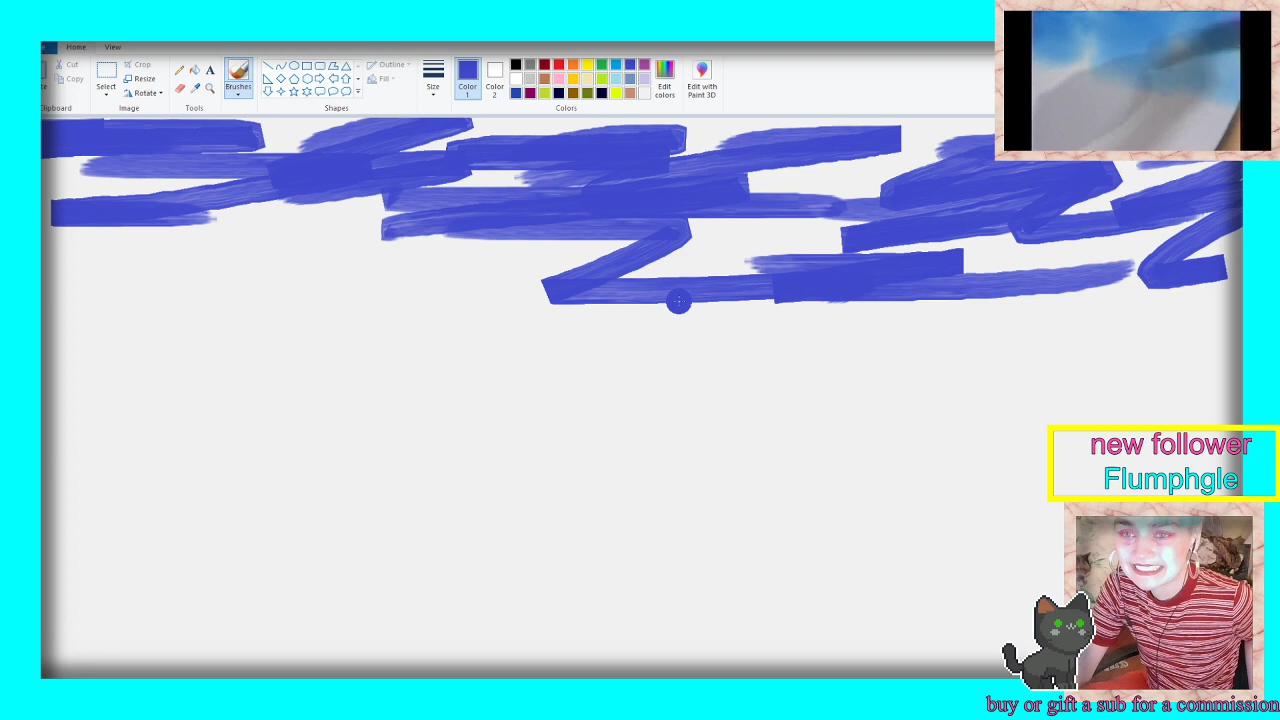 Home View
Cut
Copy
Clipboard
Select
Crop
Resize
Rotate
Image
A
Tools
Brushes
Outline
Fill
Shapes
Size
Color 1
Color 2
Edit colors
Edit with Paint 3D
Colors
new follower
Flumphgle
buy or gift a sub for a commission